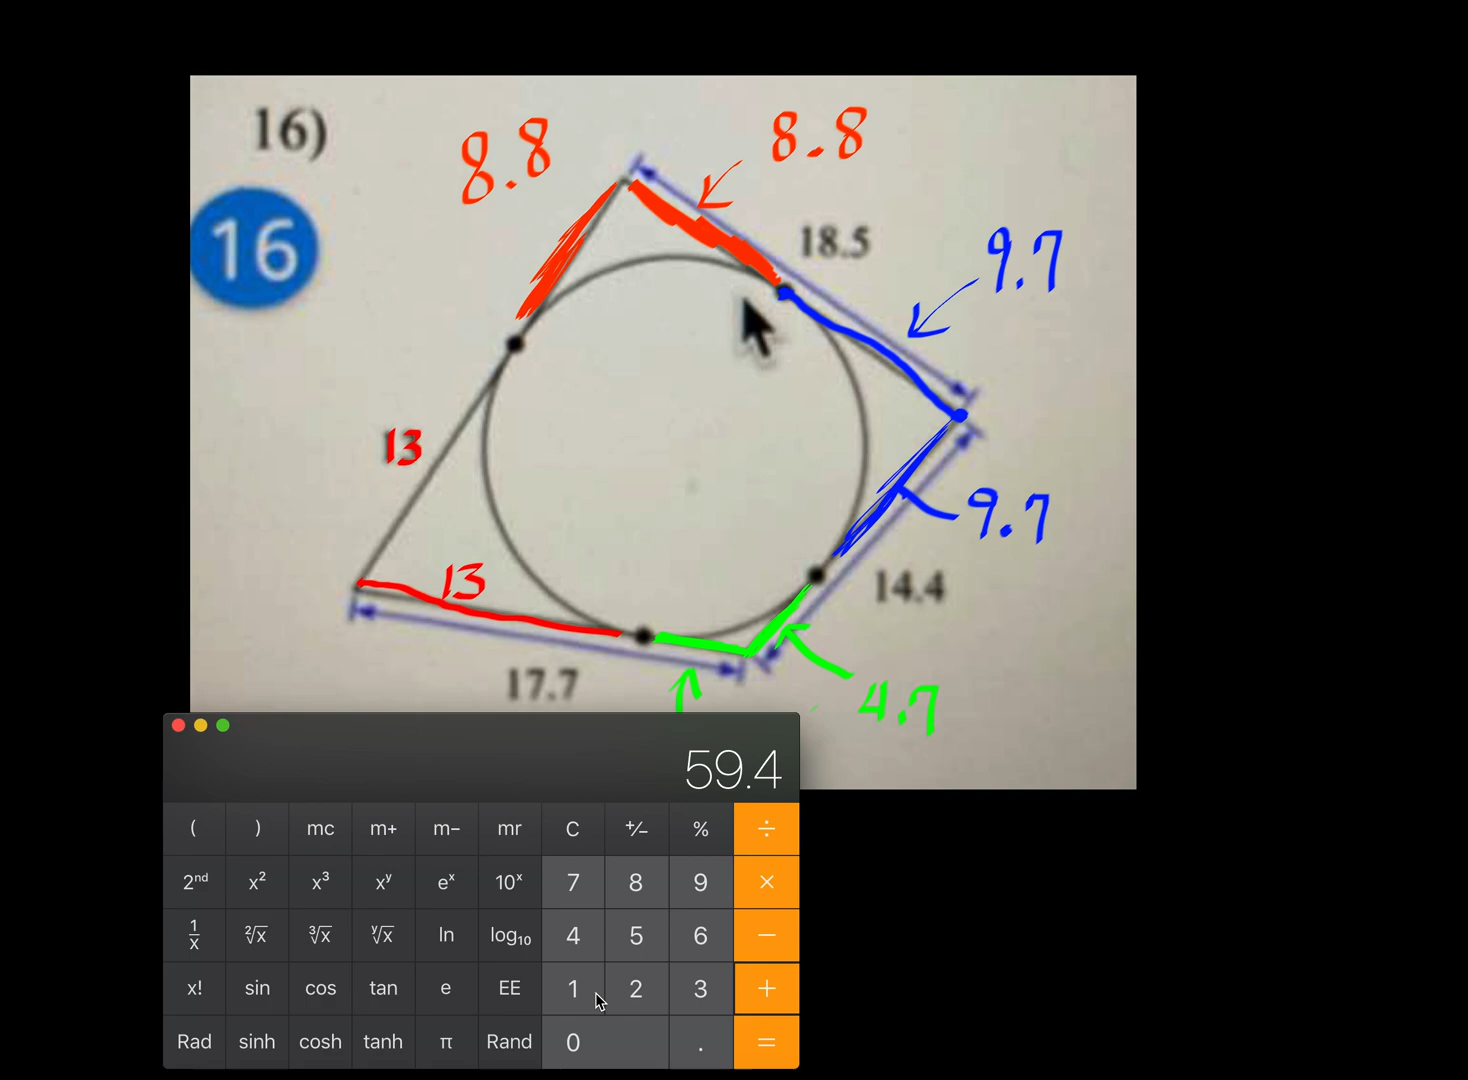 16)
16
8.8
8.8
18.5
9.7
13
9.7
13
14.4
17.7
4.7
59.4
( ) mc m+ m− mr C +/− % ÷
2nd x² x³ xʸ eˣ 10ˣ 7 8 9 ×
1/x ²√x ³√x ʸ√x ln log₁₀ 4 5 6 −
x! sin cos tan e EE 1 2 3 +
Rad sinh cosh tanh π Rand 0 . =